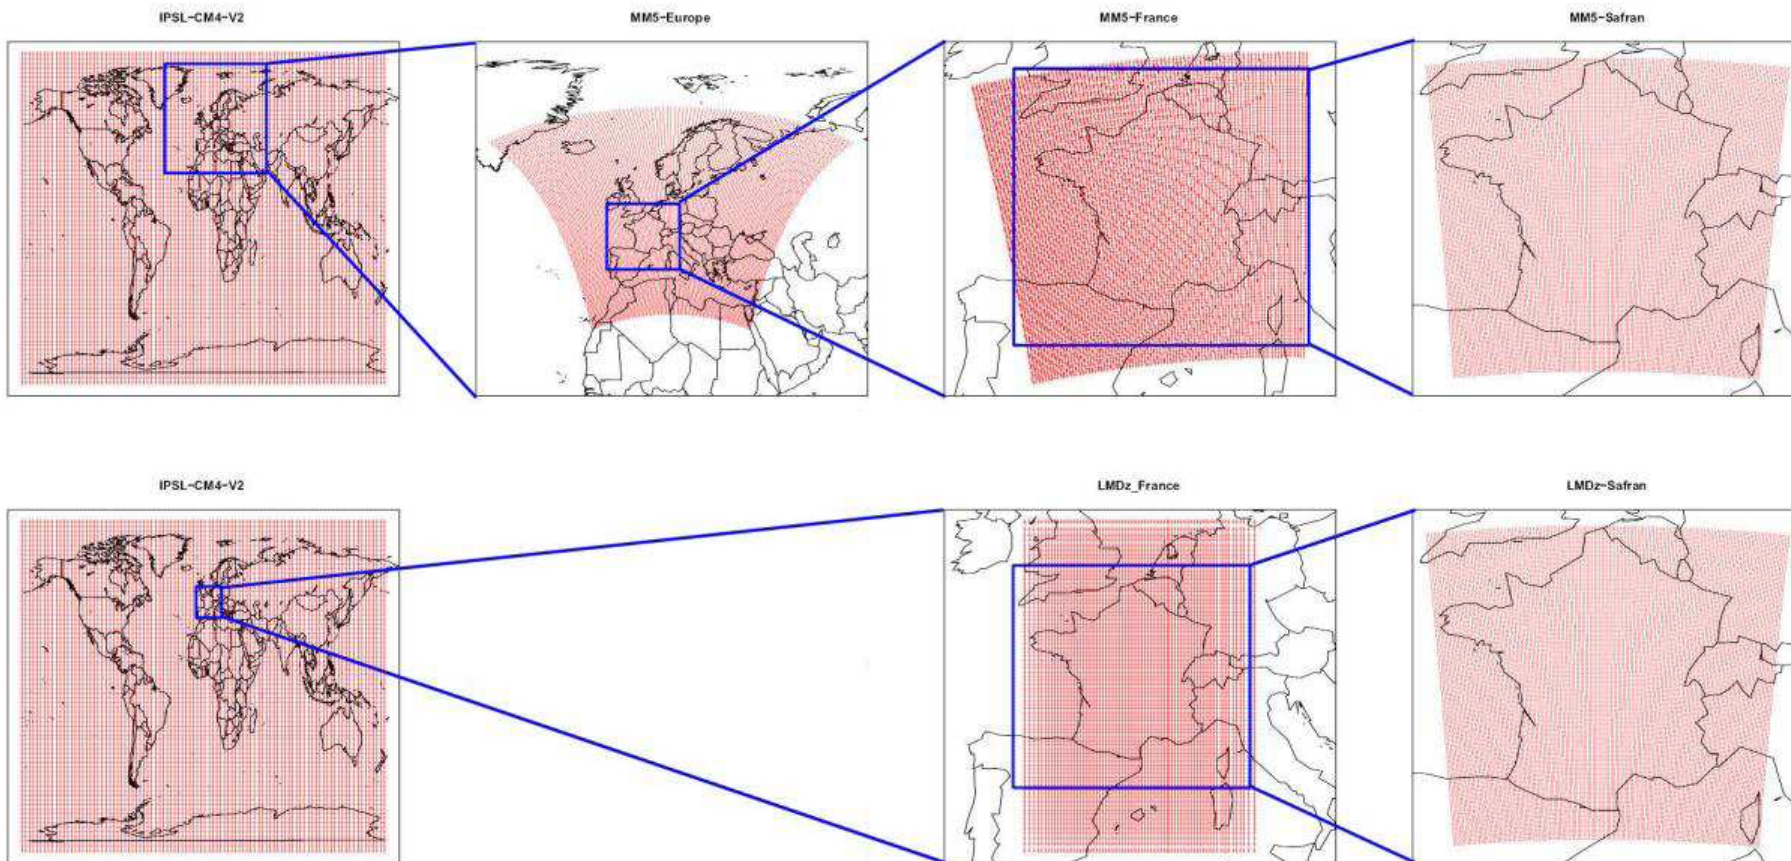 IPSL-CM4-V2
MM5-Europe
MM5-France
MM5-Safran
IPSL-CM4-V2
LMDz_France
LMDz-Safran